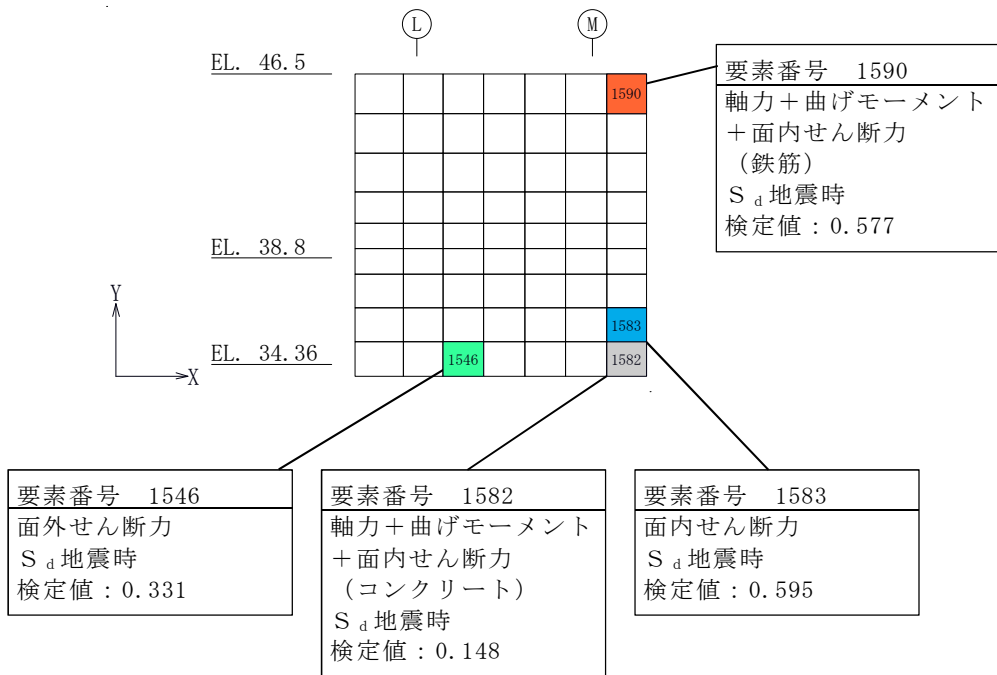 L
M
EL. 46.5
EL. 38.8
EL. 34.36
Y
X
1590
1583
1546
1582
要素番号 1590
軸力＋曲げモーメント
＋面内せん断力
（鉄筋）
Ｓd地震時
検定値：0.577
要素番号 1546
面外せん断力
Ｓd地震時
検定値：0.331
要素番号 1582
軸力＋曲げモーメント
＋面内せん断力
（コンクリート）
Ｓd地震時
検定値：0.148
要素番号 1583
面内せん断力
Ｓd地震時
検定値：0.595